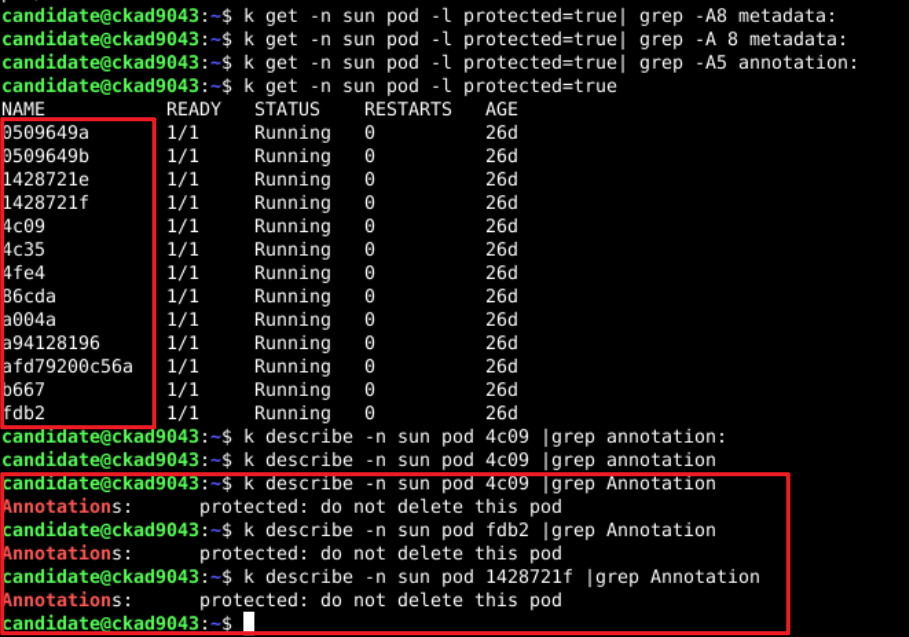 candidate@ckad9043:~$ k get -n sun pod -l protected=true| grep -A8 metadata:
candidate@ckad9043:~$ k get -n sun pod -l protected=true| grep -A 8 metadata:
candidate@ckad9043:~$ k get -n sun pod -l protected=true| grep -A5 annotation:
candidate@ckad9043:~$ k get -n sun pod -l protected=true
NAME READY STATUS RESTARTS AGE
0509649a 1/1 Running 0 26d
0509649b 1/1 Running 0 26d
1428721e 1/1 Running 0 26d
1428721f 1/1 Running 0 26d
4c09 1/1 Running 0 26d
4c35 1/1 Running 0 26d
4fe4 1/1 Running 0 26d
86cda 1/1 Running 0 26d
a004a 1/1 Running 0 26d
a94128196 1/1 Running 0 26d
afd79200c56a 1/1 Running 0 26d
b667 1/1 Running 0 26d
fdb2 1/1 Running 0 26d
candidate@ckad9043:~$ k describe -n sun pod 4c09 |grep annotation:
candidate@ckad9043:~$ k describe -n sun pod 4c09 |grep annotation
candidate@ckad9043:~$ k describe -n sun pod 4c09 |grep Annotation
Annotations: protected: do not delete this pod
candidate@ckad9043:~$ k describe -n sun pod fdb2 |grep Annotation
Annotations: protected: do not delete this pod
candidate@ckad9043:~$ k describe -n sun pod 1428721f |grep Annotation
Annotations: protected: do not delete this pod
candidate@ckad9043:~$